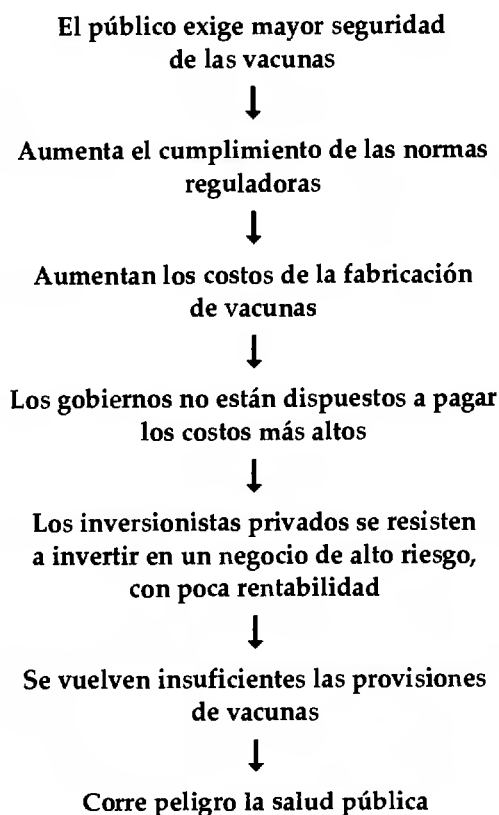 El público exige mayor seguridad
de las vacunas
↓
Aumenta el cumplimiento de las normas
reguladoras
↓
Aumentan los costos de la fabricación
de vacunas
↓
Los gobiernos no están dispuestos a pagar
los costos más altos
↓
Los inversionistas privados se resisten
a invertir en un negocio de alto riesgo,
con poca rentabilidad
↓
Se vuelven insuficientes las provisiones
de vacunas
↓
Corre peligro la salud pública